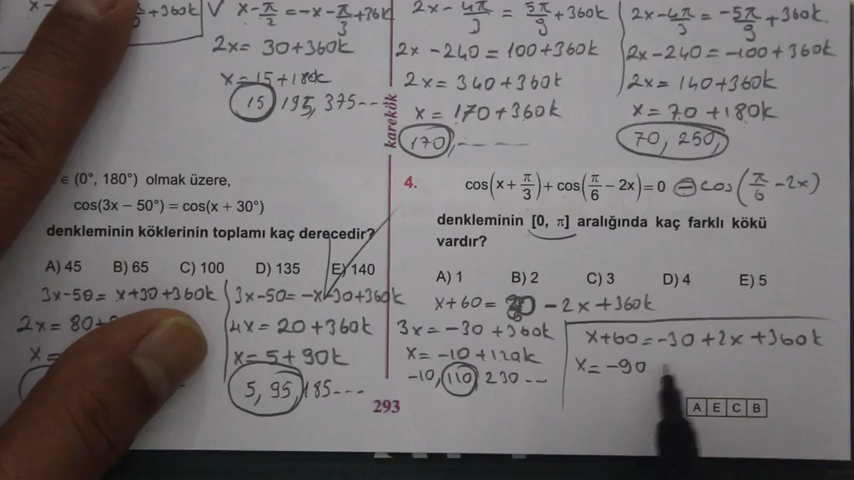 +360k V x-π/2=-x-π/3+36k
2x= 30+360k
x=15+180k
15, 195, 375---
2x- 4π/9 = 5π/9 +360k
2x -240=100+360k
2x= 340+360k
x= 170+360k
170,------
2x-4π/9=-5π/9+360k.
2x-240=-100+360k
2x= 140+360k
x= 70 +180k
70, 250,
karekök
∈ (0°, 180°) olmak üzere,
cos(3x – 50°) = cos(x + 30°)
denkleminin köklerinin toplamı kaç derecedir?
A) 45 B) 65 C) 100 D) 135 E) 140
3x-50= x+30+360k
2x= 80+
x=
3x-50=-x-30+360k
4x= 20+360k
x=5+90k
5, 95, 185---
4. cos(x + π/3) + cos(π/6 – 2x) = 0 = -cos(π/6 -2x)
denkleminin [0, π] aralığında kaç farklı kökü
vardır?
A) 1 B) 2 C) 3 D) 4 E) 5
x+60= -2x+360k
3x= -30+360k
x= -10+120k
-10, 110, 230---
x+60=-30+2x+360k
x= -90
293
A E C B